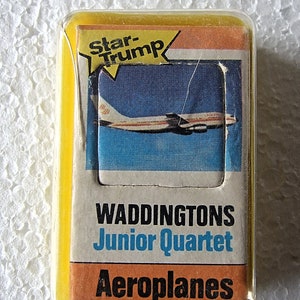 Star-
Trump
WADDINGTONS
Junior Quartet
Aeroplanes